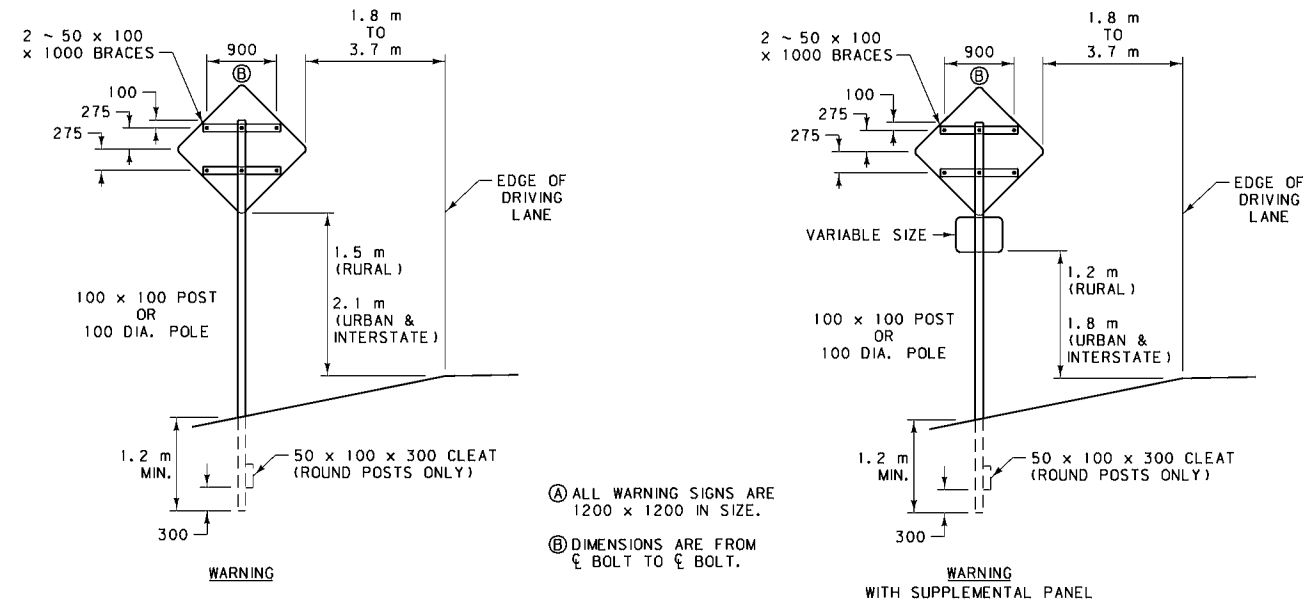 1.8 m
TO
3.7 m
2 ~ 50 x 100
x 1000 BRACES
900
Ⓑ
100
275
275
EDGE OF
DRIVING
LANE
1.5 m
(RURAL)
2.1 m
(URBAN &
INTERSTATE)
100 x 100 POST
OR
100 DIA. POLE
1.2 m
MIN.
50 x 100 x 300 CLEAT
(ROUND POSTS ONLY)
300
WARNING
Ⓐ ALL WARNING SIGNS ARE
1200 x 1200 IN SIZE.
Ⓑ DIMENSIONS ARE FROM
℄ BOLT TO ℄ BOLT.
1.8 m
TO
3.7 m
2 ~ 50 x 100
x 1000 BRACES
900
Ⓑ
100
275
275
EDGE OF
DRIVING
LANE
VARIABLE SIZE
1.2 m
(RURAL)
1.8 m
(URBAN &
INTERSTATE)
100 x 100 POST
OR
100 DIA. POLE
1.2 m
MIN.
50 x 100 x 300 CLEAT
(ROUND POSTS ONLY)
300
WARNING
WITH SUPPLEMENTAL PANEL